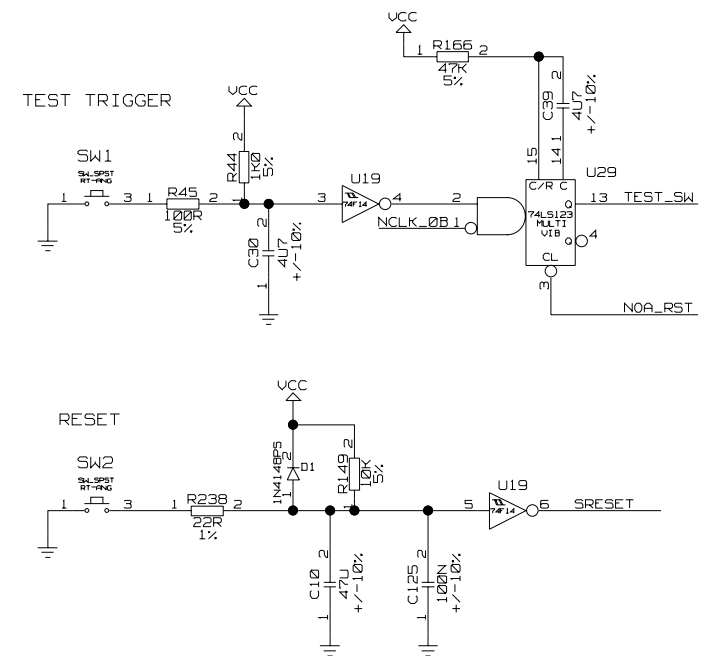 VCC
1 R166 2
47K
5%
C39
2
4U7
+/-10%
15
14 1
TEST TRIGGER
VCC
2
R44
1K0
5%
1
SW1
SW_SPST
RT-ANG
1 3
1 R45 2
100R
5%
C30
2
4U7
+/-10%
1
U19
3 74F14 4
2
NCLK_0B 1
U29
C/R C
74LS123
MULTI
VIB
Q 13 TEST_SW
Q 4
CL
3
NOA_RST
RESET
VCC
SW2
SW_SPST
RT-ANG
1 3
1 R238 2
22R
1%
1N4148PS
2
1
D1
R149
2
10K
5%
1
C10
2
47U
+/-10%
1
C125
2
100N
+/-10%
1
U19
5 74F14 6 SRESET